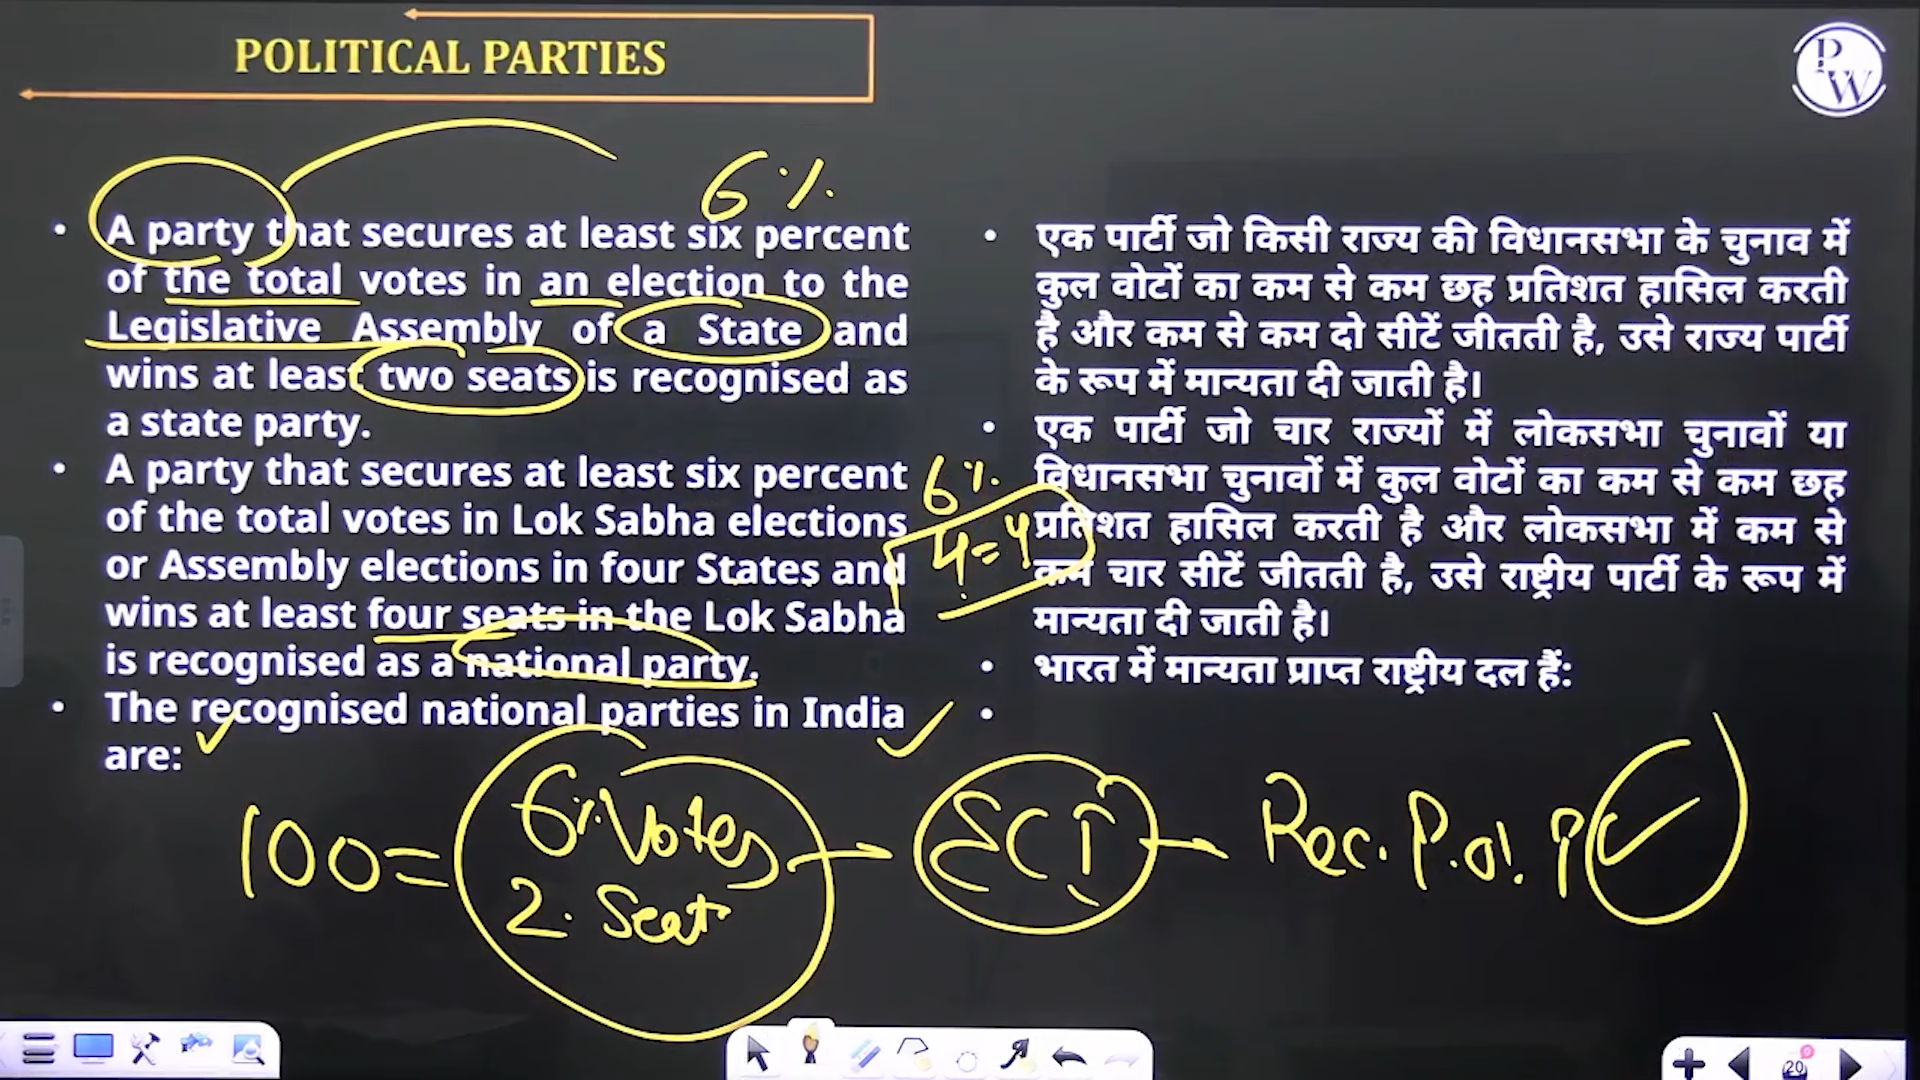 POLITICAL PARTIES
PW
6%
• A party that secures at least six percent
of the total votes in an election to the
Legislative Assembly of a State and
wins at least two seats is recognised as
a state party.
• A party that secures at least six percent
of the total votes in Lok Sabha elections
or Assembly elections in four States and
wins at least four seats in the Lok Sabha
is recognised as a national party.
• The recognised national parties in India
are:
6%
4=4
• एक पार्टी जो किसी राज्य की विधानसभा के चुनाव में
कुल वोटों का कम से कम छह प्रतिशत हासिल करती
है और कम से कम दो सीटें जीतती है, उसे राज्य पार्टी
के रूप में मान्यता दी जाती है।
• एक पार्टी जो चार राज्यों में लोकसभा चुनावों या
विधानसभा चुनावों में कुल वोटों का कम से कम छह
प्रतिशत हासिल करती है और लोकसभा में कम से
कम चार सीटें जीतती है, उसे राष्ट्रीय पार्टी के रूप में
मान्यता दी जाती है।
• भारत में मान्यता प्राप्त राष्ट्रीय दल हैं:
•
100 = 6% Votes
2. Seat
ECI
Rec. P.ol. P
20